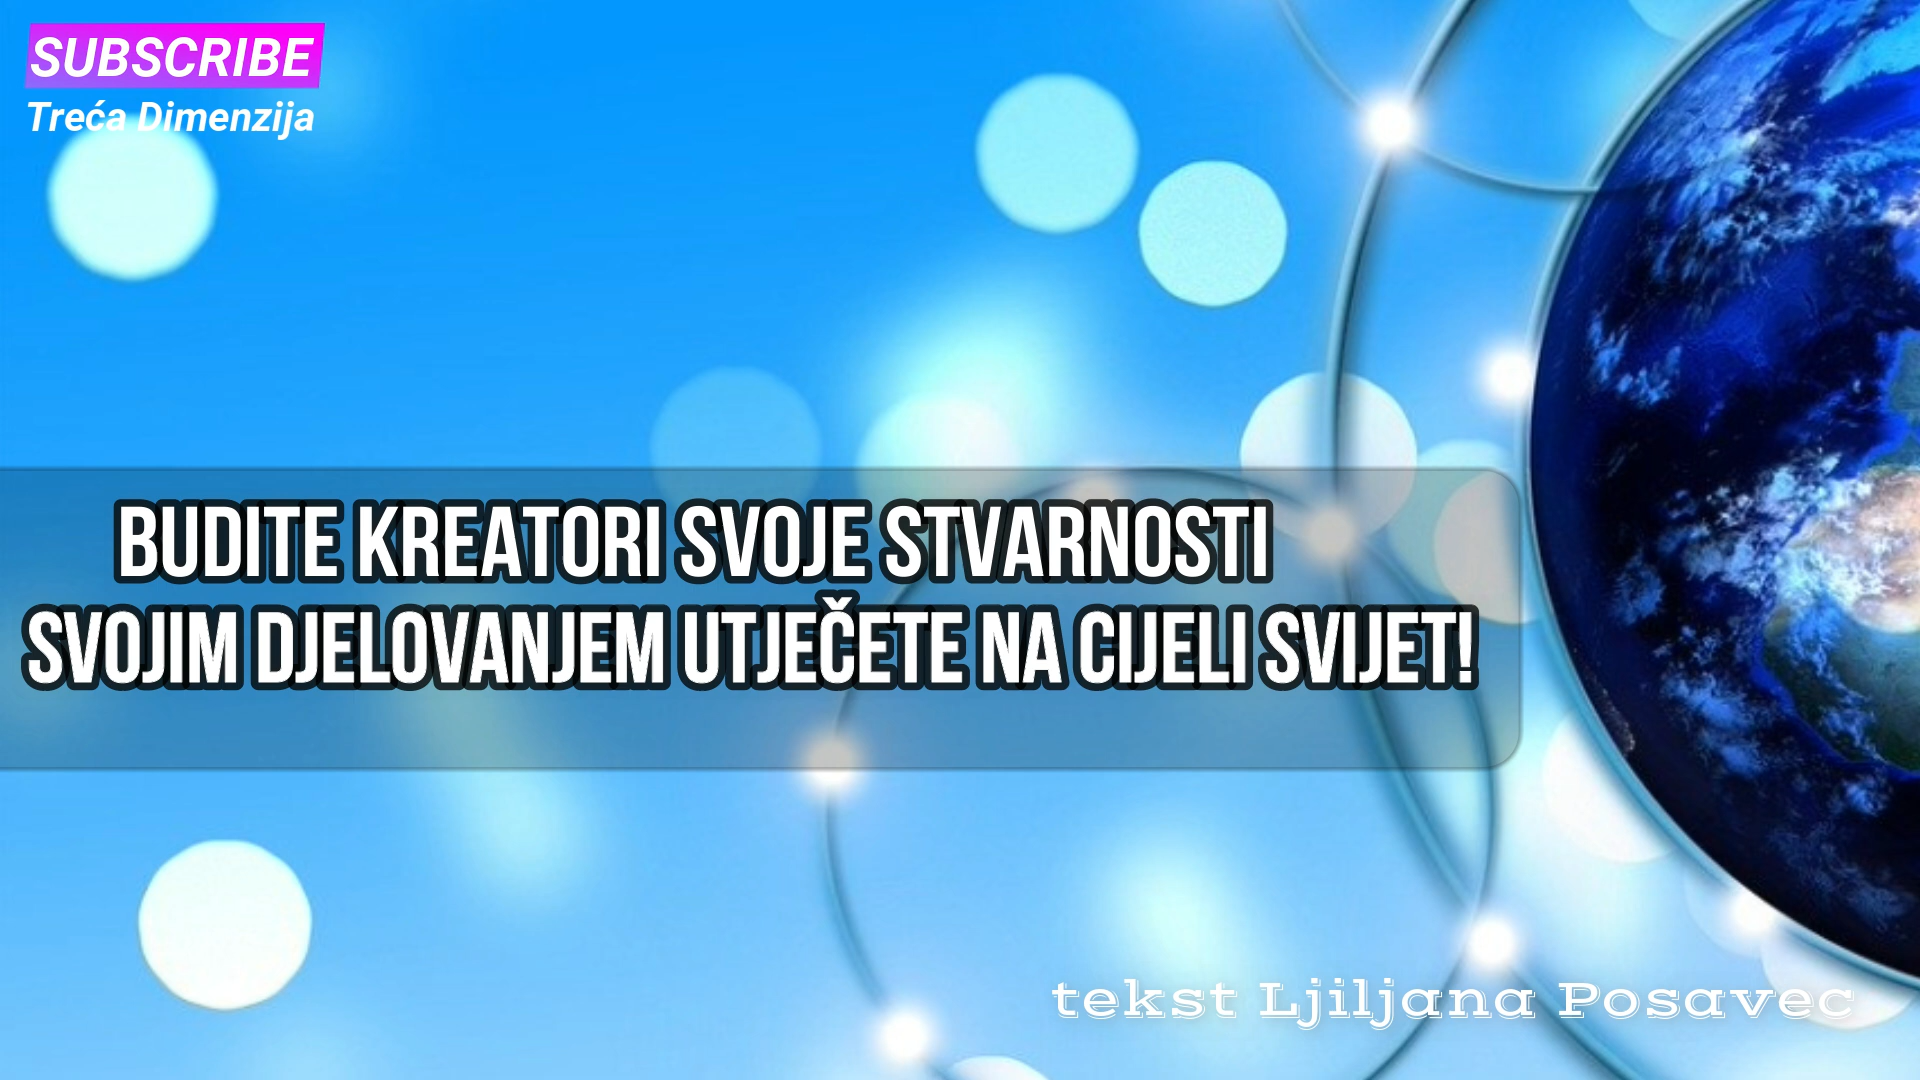 SUBSCRIBE
Treća Dimenzija
BUDITE KREATORI SVOJE STVARNOSTI
SVOJIM DJELOVANJEM UTJEČETE NA CIJELI SVIJET!
tekst Ljiljana Posavec